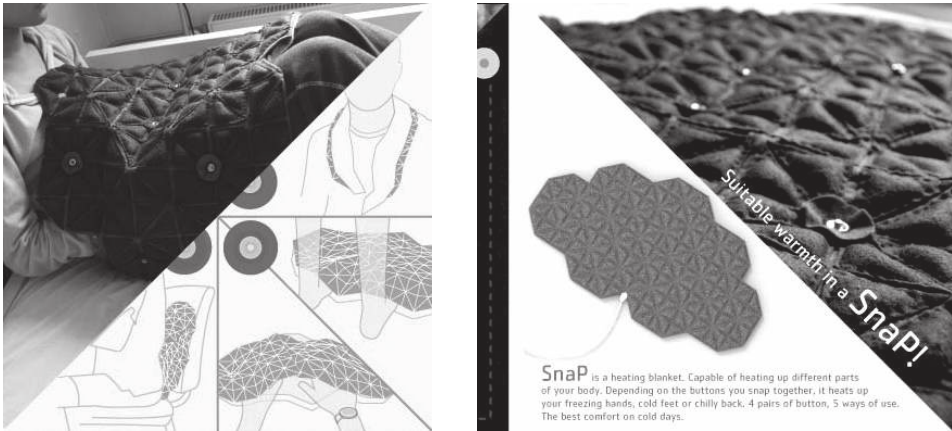 Suitable warmth in a SnaP!
SnaP is a heating blanket. Capable of heating up different parts
of your body. Depending on the buttons you snap together, it heats up
your freezing hands, cold feet or chilly back. 4 pairs of button, 5 ways of use.
The best comfort on cold days.